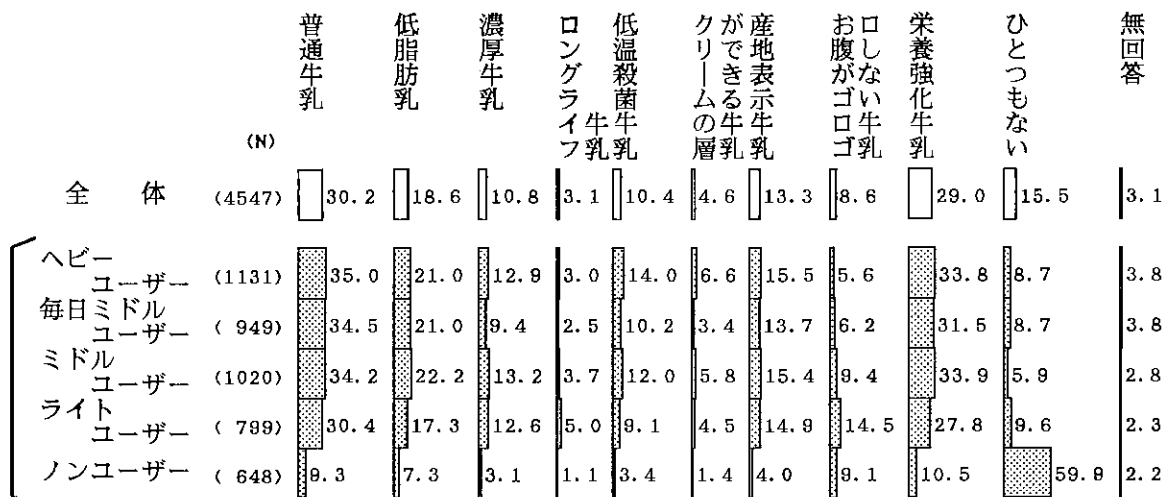 普通牛乳
低脂肪乳
濃厚牛乳
ロングライフ
牛乳
低温殺菌牛乳
クリームの層
ができる牛乳
産地表示牛乳
お腹がゴロゴ
ロしない牛乳
栄養強化牛乳
ひとつもない
無回答
(N)
全 体 (4547) 30.2 18.6 10.8 3.1 10.4 4.6 13.3 8.6 29.0 15.5 3.1
ヘビー
ユーザー (1131) 35.0 21.0 12.9 3.0 14.0 6.6 15.5 5.6 33.8 8.7 3.8
毎日ミドル
ユーザー ( 949) 34.5 21.0 9.4 2.5 10.2 3.4 13.7 6.2 31.5 8.7 3.8
ミドル
ユーザー (1020) 34.2 22.2 13.2 3.7 12.0 5.8 15.4 9.4 33.9 5.9 2.8
ライト
ユーザー ( 799) 30.4 17.3 12.6 5.0 9.1 4.5 14.9 14.5 27.8 9.6 2.3
ノンユーザー ( 648) 9.3 7.3 3.1 1.1 3.4 1.4 4.0 9.1 10.5 59.9 2.2